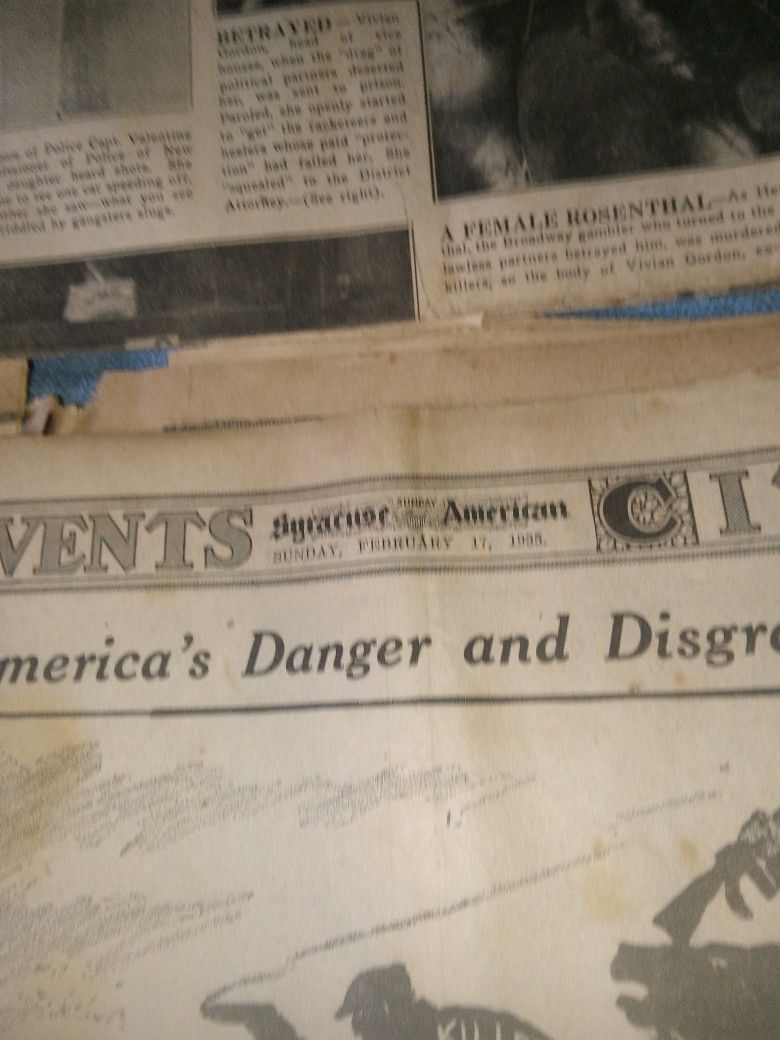 BETRAYED — Vivian
Gordon, head of vice
houses, when the "drag" of
political partners deserted
her, was sent to prison.
Paroled, she openly started
to "get" the racketeers and
heelers whose paid "protec-
tion" had failed her. She
"squealed" to the District
Attorney.—(See right).
of Police Capt. Valentine
of Police of New
daughter heard shots. She
to see one car speeding off,
she saw—what you see
riddled by gangsters slugs.
A FEMALE ROSENTHAL—As
thal, the Broadway gambler who turned to the
lawless partners betrayed him, was murdered
killers, so the body of Vivian Gordon,
VENTS
Syracuse SUNDAY American
SUNDAY, FEBRUARY 17, 1935.
CIT
merica's Danger and Disgr
KILLE